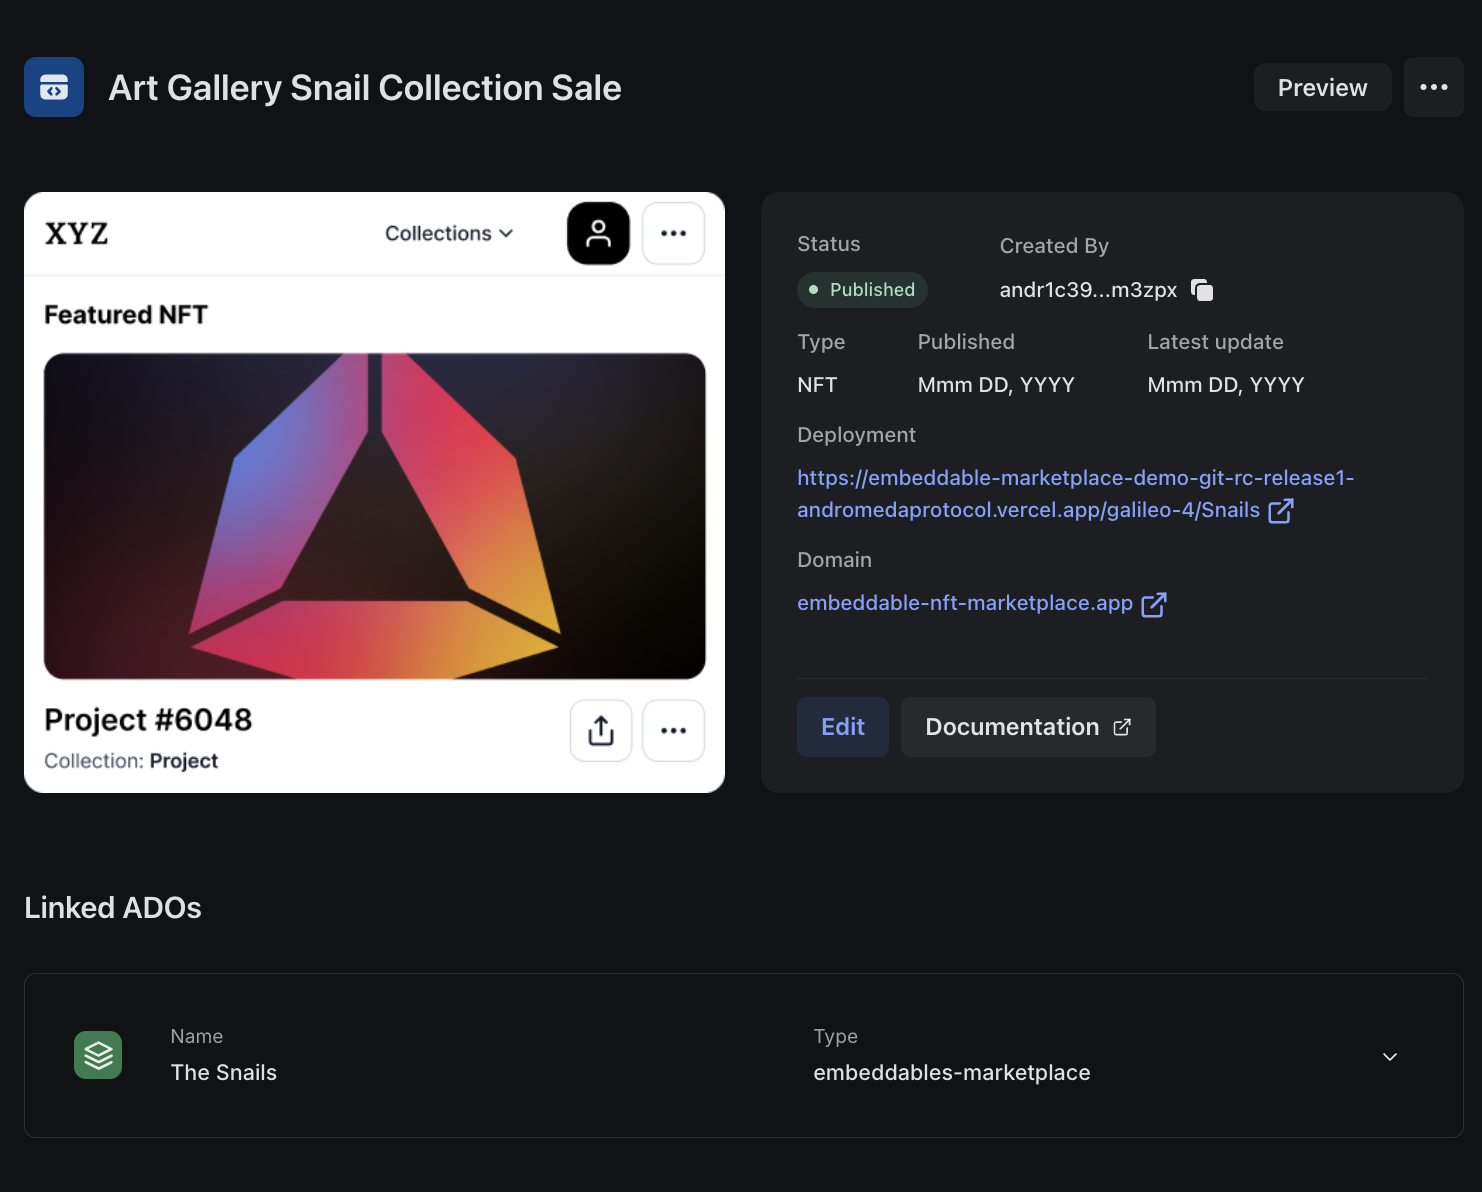 Art Gallery Snail Collection Sale
Preview
XYZ
Collections
Featured NFT
Project #6048
Collection: Project
Status
Created By
Published
andr1c39...m3zpx
Type
Published
Latest update
NFT
Mmm DD, YYYY
Mmm DD, YYYY
Deployment
https://embeddable-marketplace-demo-git-rc-release1-
andromedaprotocol.vercel.app/galileo-4/Snails
Domain
embeddable-nft-marketplace.app
Edit
Documentation
Linked ADOs
Name
Type
The Snails
embeddables-marketplace